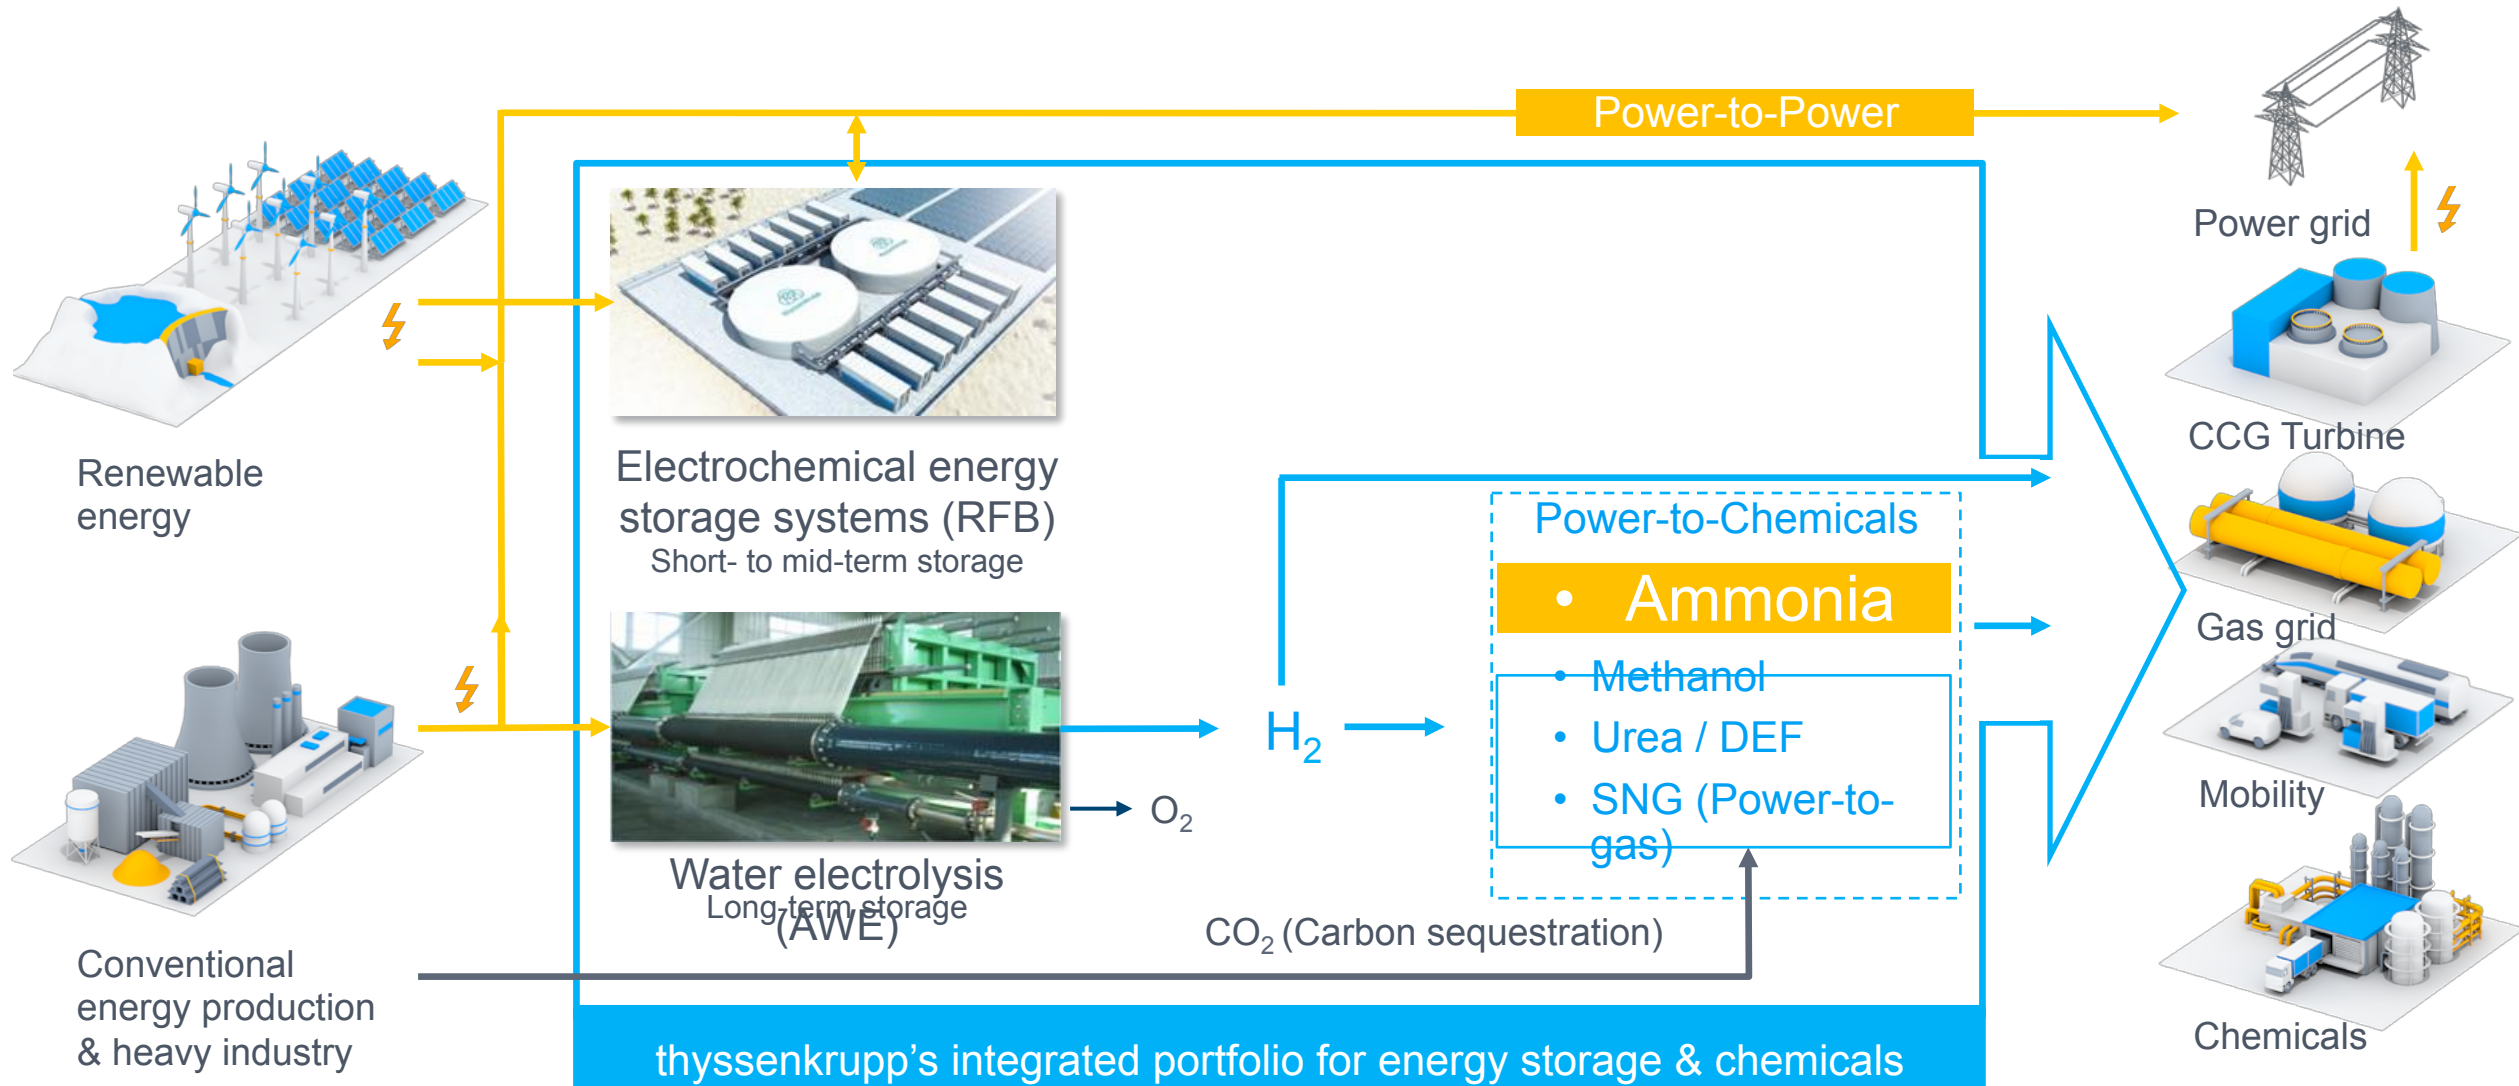 Power-to-Power
Power grid
Renewable
energy
Electrochemical energy
storage systems (RFB)
Short- to mid-term storage
CCG Turbine
Power-to-Chemicals
• Ammonia
• Methanol
• Urea / DEF
• SNG (Power-to-
gas)
Gas grid
H₂
O₂
Mobility
Water electrolysis
(AWE)
Long-term storage
CO₂ (Carbon sequestration)
Conventional
energy production
& heavy industry
Chemicals
thyssenkrupp’s integrated portfolio for energy storage & chemicals